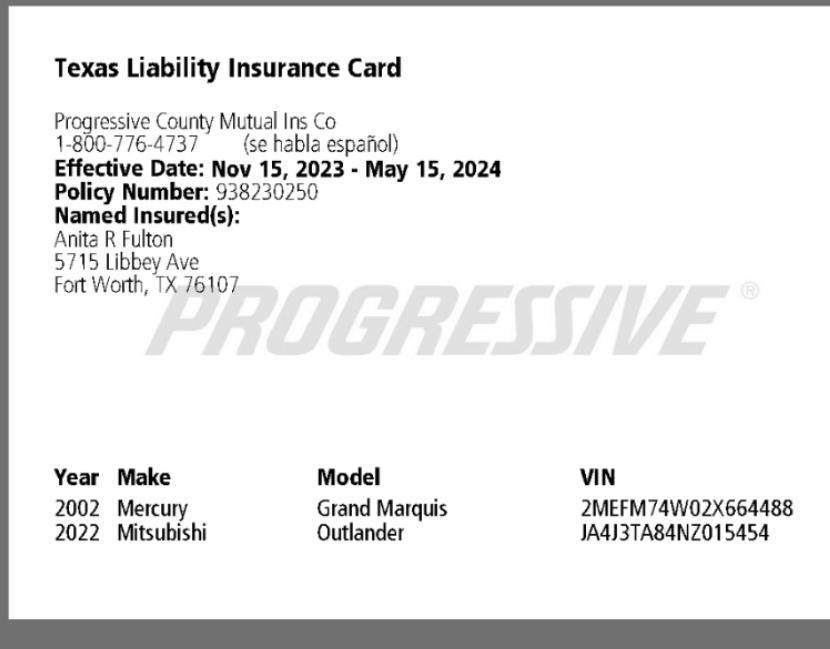 Texas Liability Insurance Card
Progressive County Mutual Ins Co
1-800-776-4737 (se habla español)
Effective Date: Nov 15, 2023 - May 15, 2024
Policy Number: 938230250
Named Insured(s):
Anita R Fulton
5715 Libbey Ave
Fort Worth, TX 76107
PROGRESSIVE®
Year Make Model VIN
2002 Mercury Grand Marquis 2MEFM74W02X664488
2022 Mitsubishi Outlander JA4J3TA84NZ015454